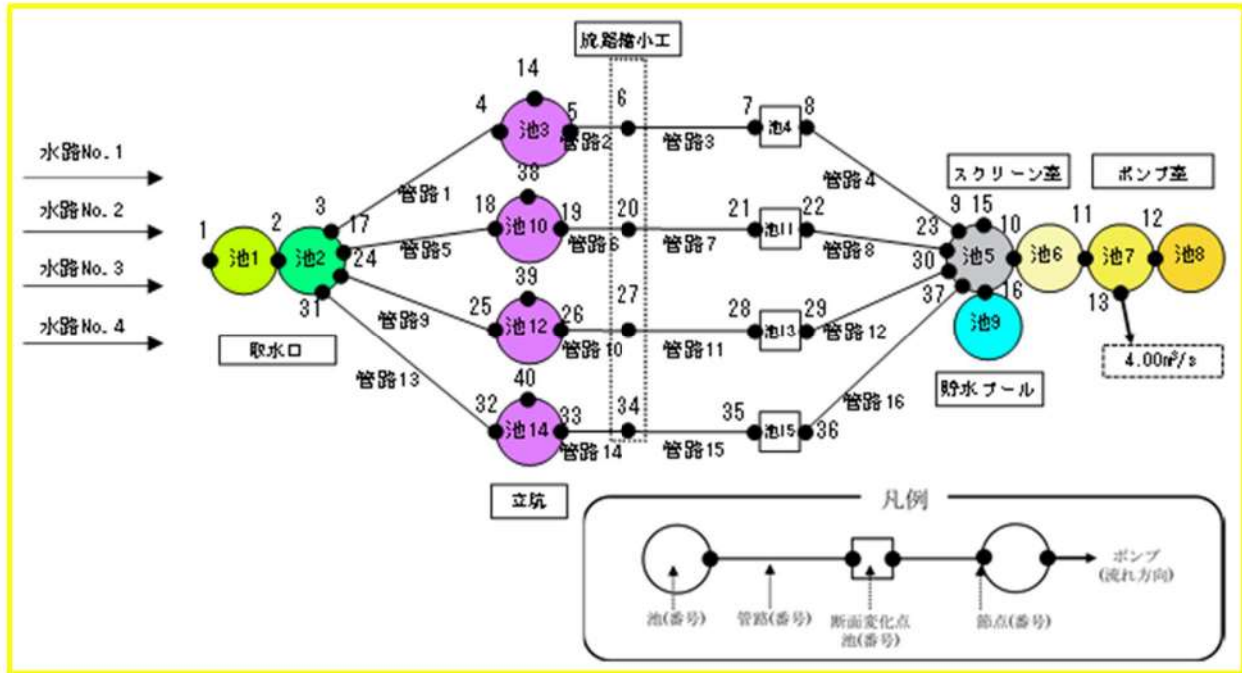 流路縮小工
14
4
5
6
7
8
池3
管路2
管路3
池4
水路No.1
水路No.2
水路No.3
水路No.4
管路1
管路4
スクリーン室
ポンプ室
38
18
19
20
21
22
池10
管路5
管路6
管路7
池11
管路8
1
2
3
17
24
31
池1
池2
取水口
9
15
23
10
30
37
16
11
12
13
池5
池6
池7
池8
池9
4.00㎥/s
貯水プール
39
25
26
27
28
29
池12
管路9
管路10
管路11
池13
管路12
管路13
40
32
33
34
35
36
池14
管路14
管路15
池15
管路16
立坑
凡例
池(番号)
管路(番号)
断面変化点
池(番号)
節点(番号)
ポンプ
(流れ方向)